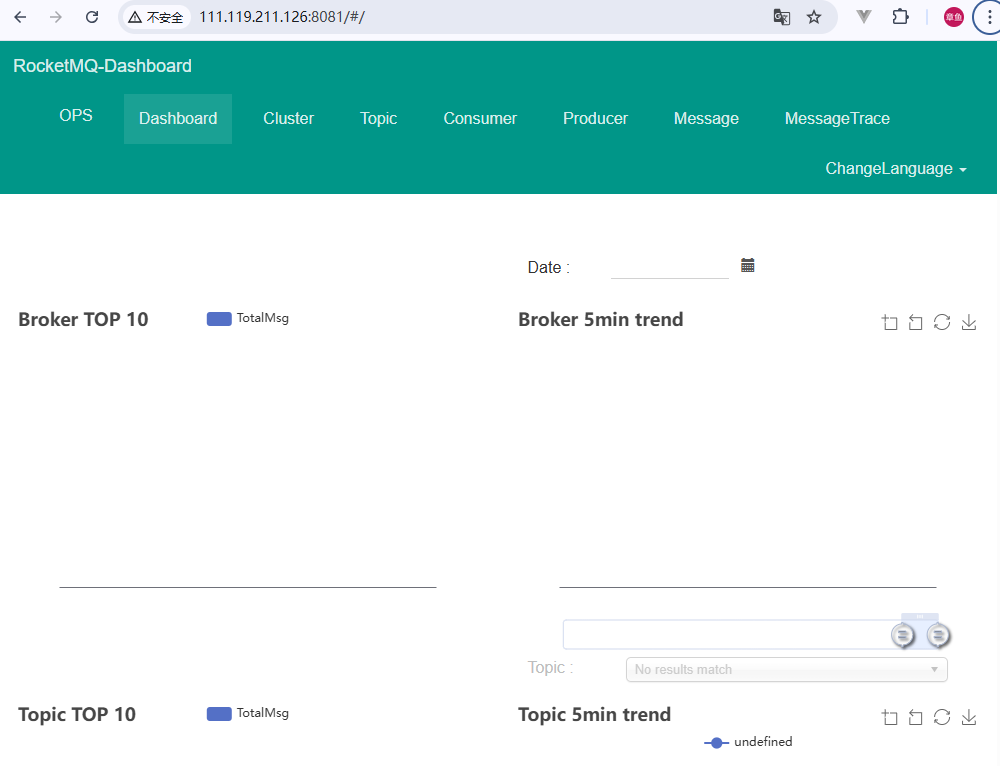 不安全 111.119.211.126:8081/#/
章鱼
RocketMQ-Dashboard
OPS Dashboard Cluster Topic Consumer Producer Message MessageTrace
ChangeLanguage
Date :
Broker TOP 10 TotalMsg Broker 5min trend
Topic : No results match
Topic TOP 10 TotalMsg Topic 5min trend
undefined